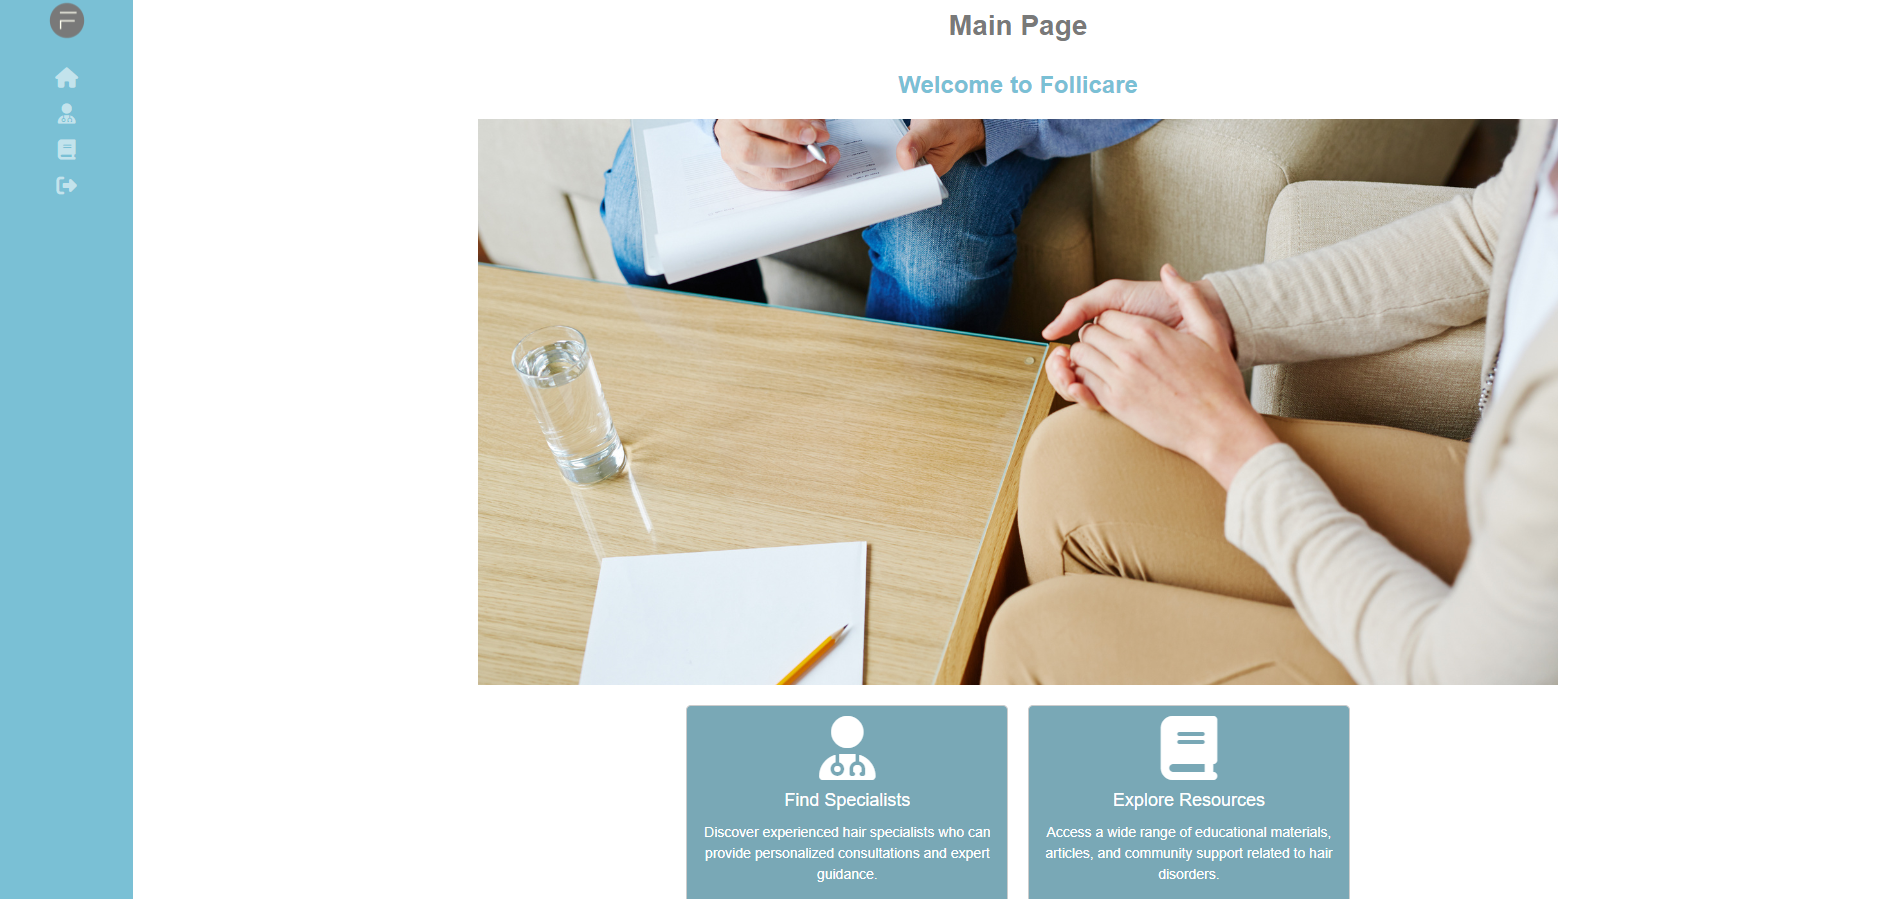 F
Main Page
Welcome to Follicare
Find Specialists
Discover experienced hair specialists who can
provide personalized consultations and expert
guidance.
Explore Resources
Access a wide range of educational materials,
articles, and community support related to hair
disorders.